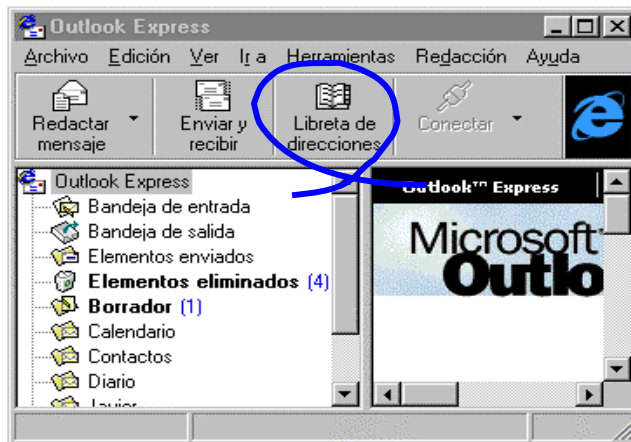 Outlook Express
Archivo Edición Ver Ir a Herramientas Redacción Ayuda
Redactar mensaje
Enviar y recibir
Libreta de direcciones
Conectar
Outlook Express
Bandeja de entrada
Bandeja de salida
Elementos enviados
Elementos eliminados (4)
Borrador (1)
Calendario
Contactos
Diario
Javier
Outlook™ Express
Microsoft
Outlo